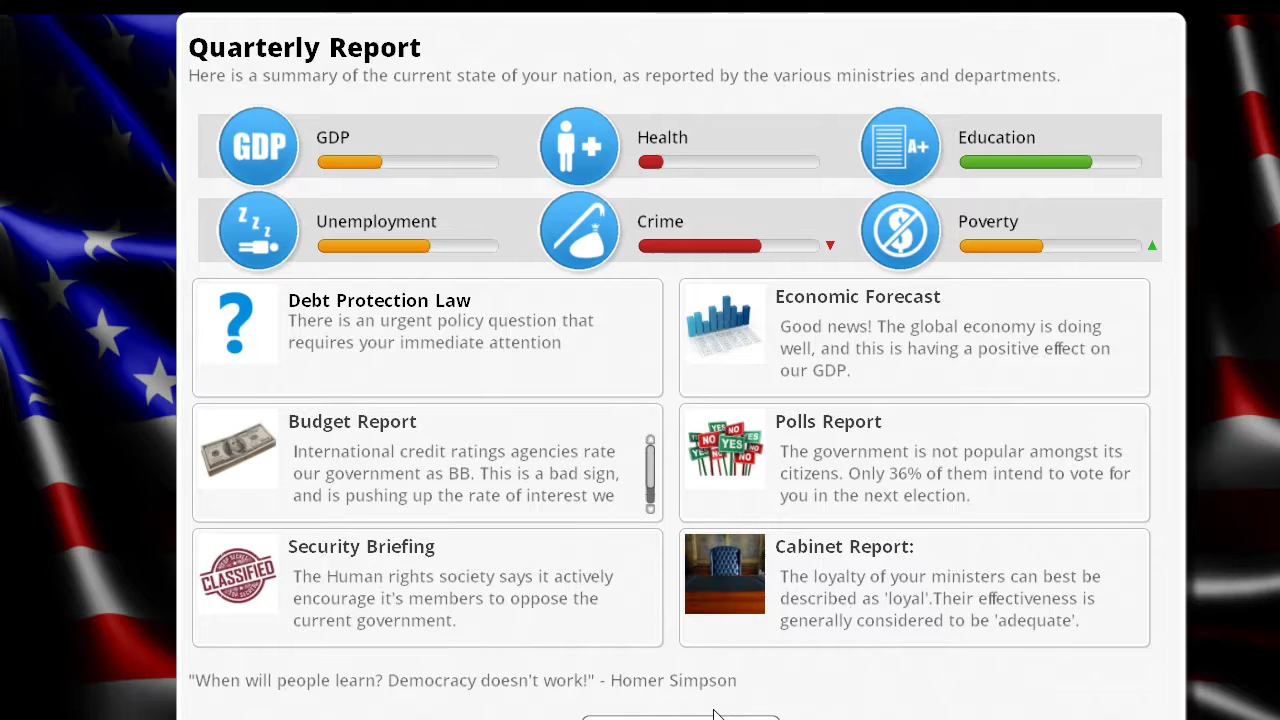 Quarterly Report
Here is a summary of the current state of your nation, as reported by the various ministries and departments.
GDP
GDP
Health
A+
Education
Z Z Z
Unemployment
Crime
$
Poverty
?
Debt Protection Law
There is an urgent policy question that
requires your immediate attention
Economic Forecast
Good news! The global economy is doing
well, and this is having a positive effect on
our GDP.
Budget Report
International credit ratings agencies rate
our government as BB. This is a bad sign,
and is pushing up the rate of interest we
YES
NO
NO
YES
NO
Polls Report
The government is not popular amongst its
citizens. Only 36% of them intend to vote for
you in the next election.
CLASSIFIED
Security Briefing
The Human rights society says it actively
encourage it's members to oppose the
current government.
Cabinet Report:
The loyalty of your ministers can best be
described as 'loyal'.Their effectiveness is
generally considered to be 'adequate'.
"When will people learn? Democracy doesn't work!" - Homer Simpson